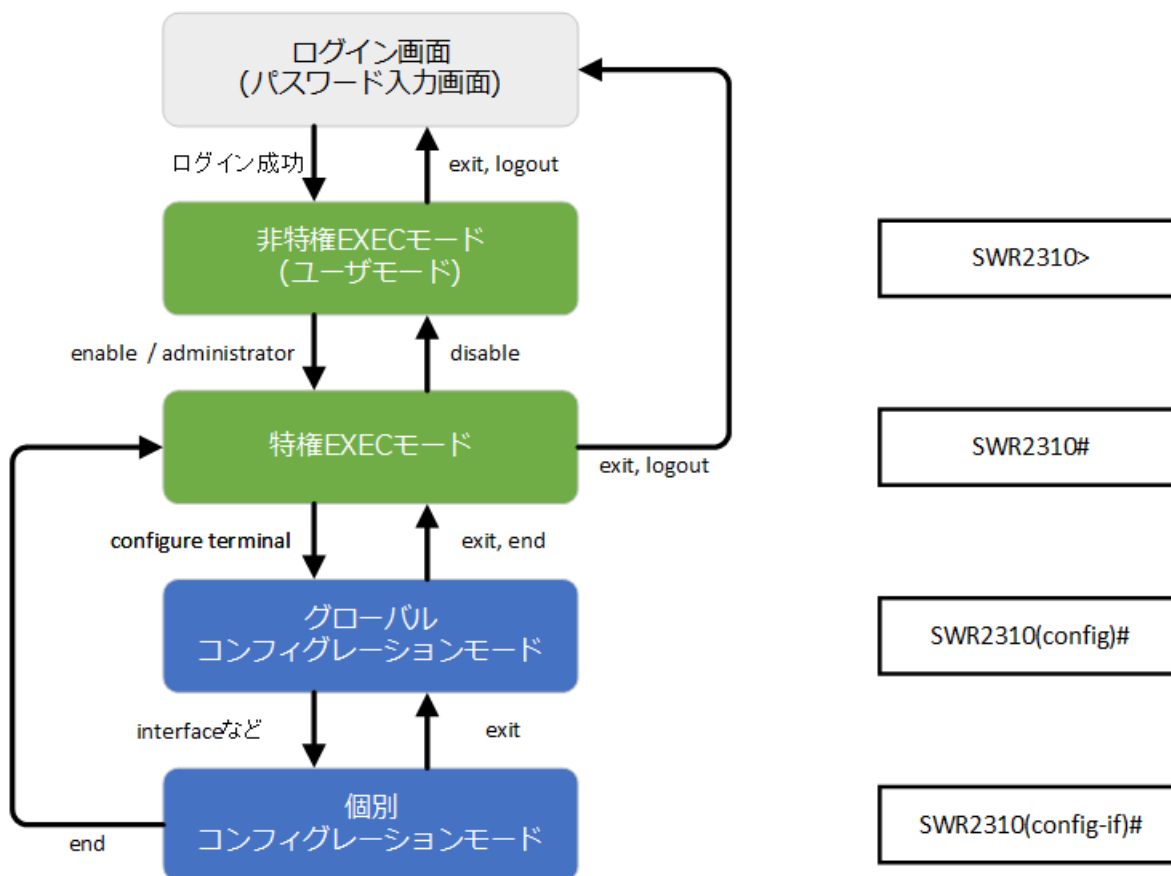 ログイン画面
(パスワード入力画面)
ログイン成功
exit, logout
非特権EXECモード
(ユーザモード)
SWR2310>
enable / administrator
disable
特権EXECモード
SWR2310#
exit, logout
configure terminal
exit, end
グローバル
コンフィグレーションモード
SWR2310(config)#
interfaceなど
exit
個別
コンフィグレーションモード
SWR2310(config-if)#
end